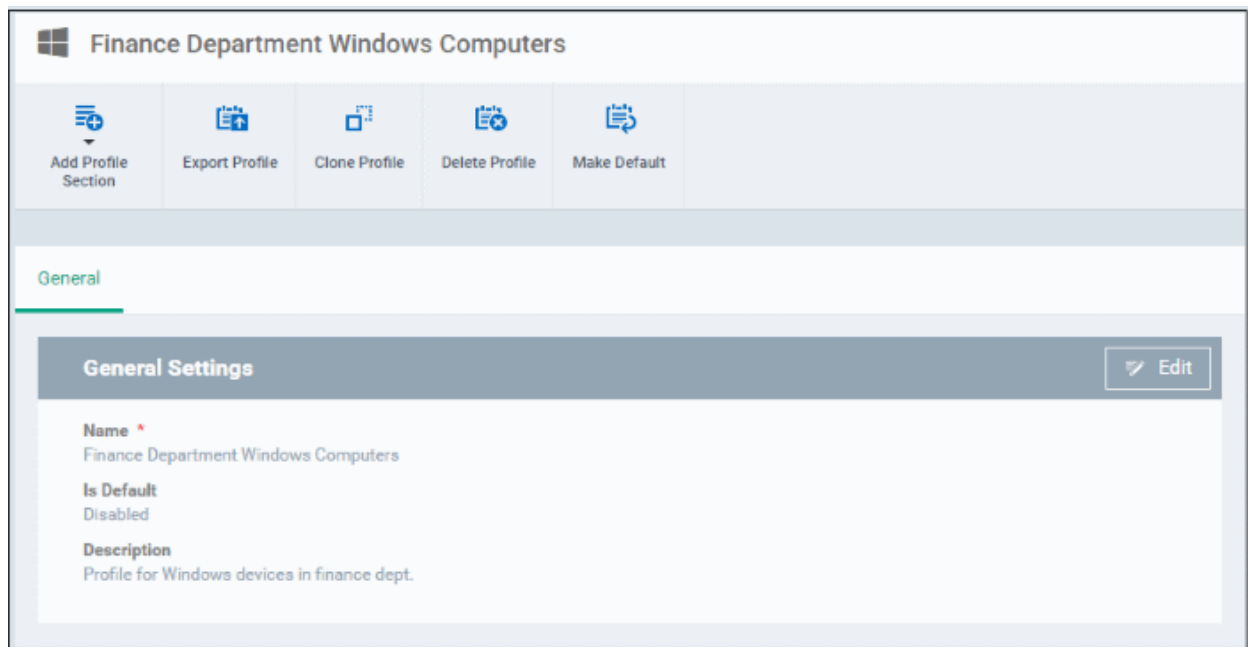 Finance Department Windows Computers
Add Profile
Section
Export Profile
Clone Profile
Delete Profile
Make Default
General
General Settings
Edit
Name *
Finance Department Windows Computers
Is Default
Disabled
Description
Profile for Windows devices in finance dept.